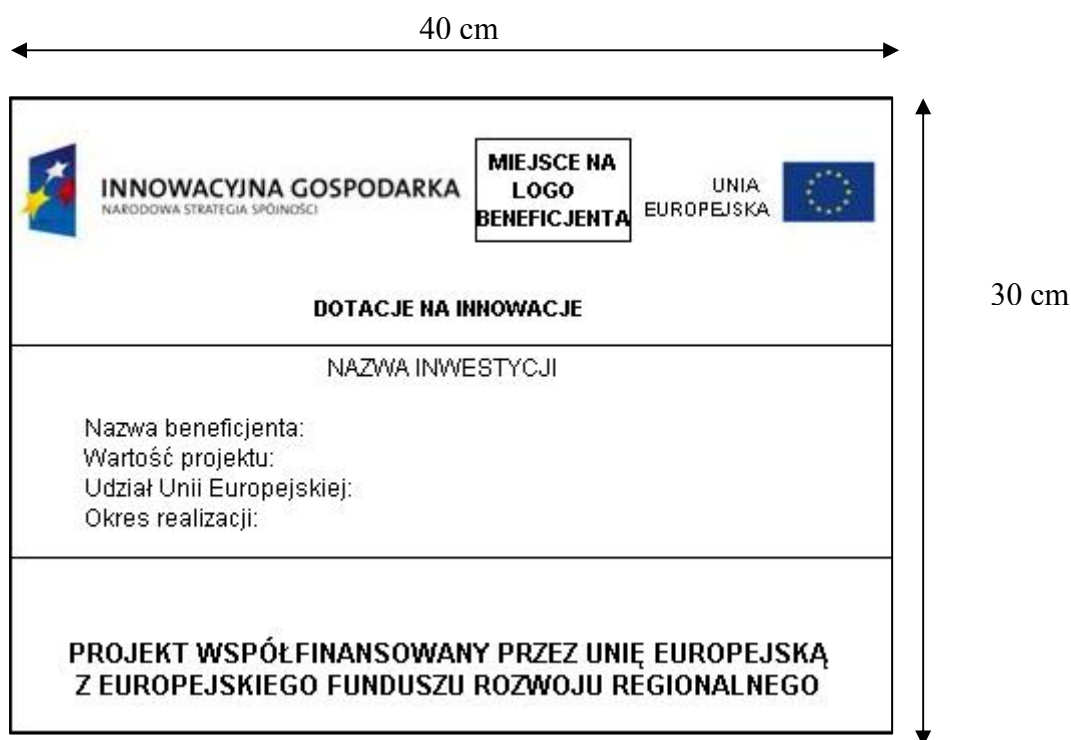 40 cm
INNOWACYJNA GOSPODARKA
NARODOWA STRATEGIA SPÓJNOŚCI
MIEJSCE NA
LOGO
BENEFICJENTA
UNIA
EUROPEJSKA
30 cm
DOTACJE NA INNOWACJE
NAZWA INWESTYCJI
Nazwa beneficjenta:
Wartość projektu:
Udział Unii Europejskiej:
Okres realizacji:
PROJEKT WSPÓŁFINANSOWANY PRZEZ UNIĘ EUROPEJSKĄ
Z EUROPEJSKIEGO FUNDUSZU ROZWOJU REGIONALNEGO